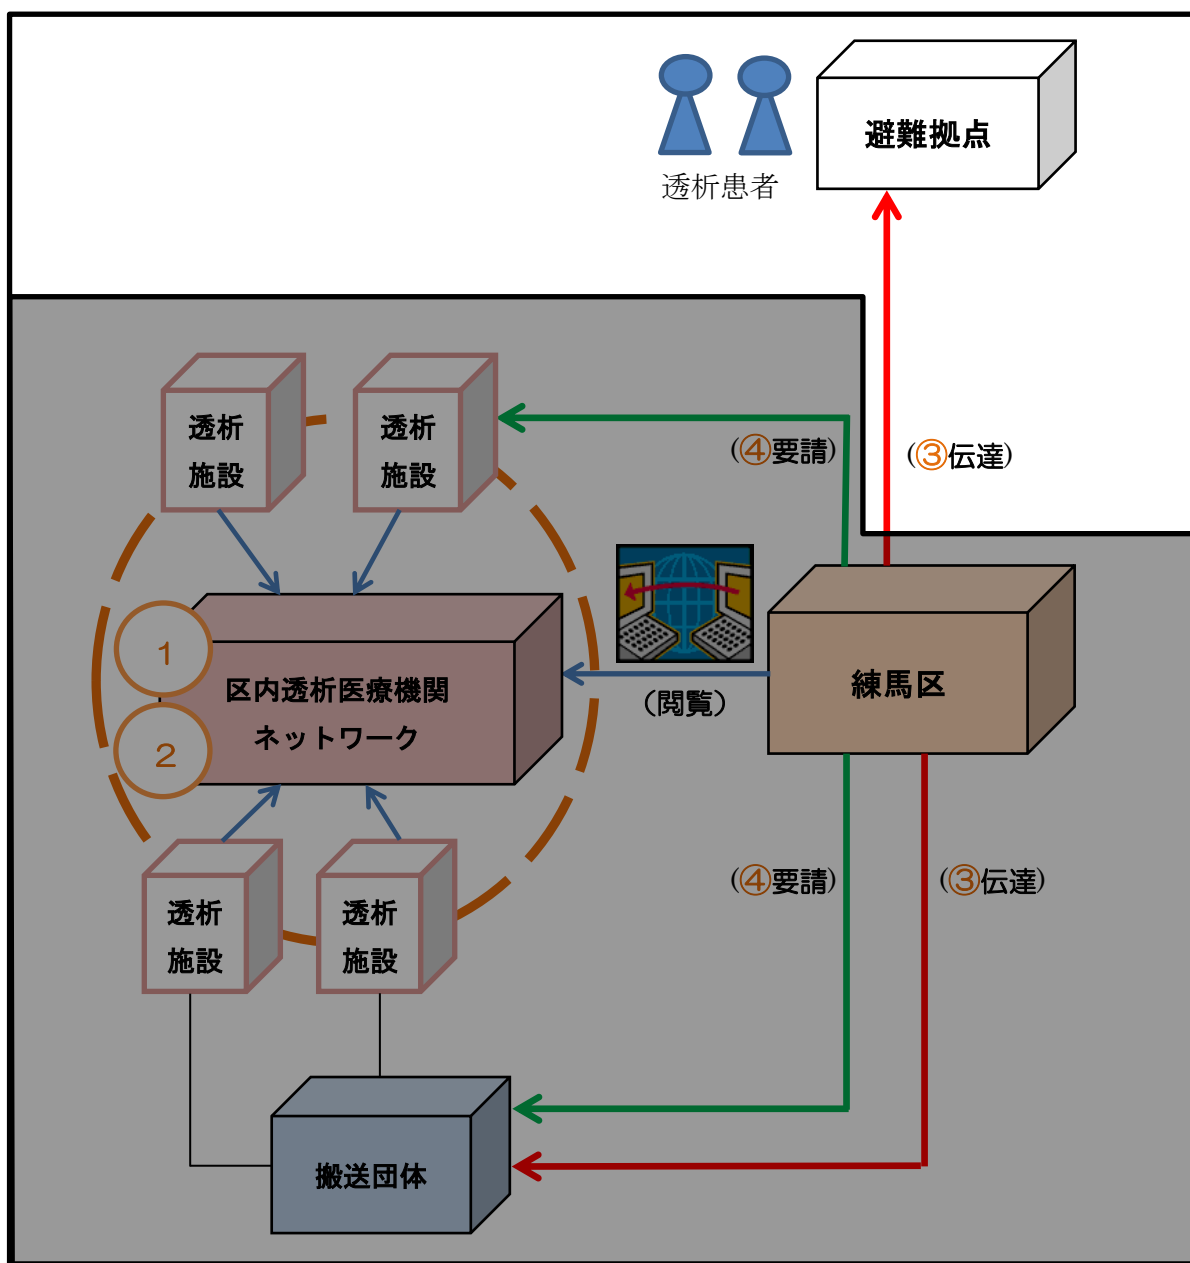 避難拠点
透析患者
透析
施設
透析
施設
(④要請)
(③伝達)
1
区内透析医療機関
ネットワーク
2
(閲覧)
練馬区
(④要請)
(③伝達)
透析
施設
透析
施設
搬送団体